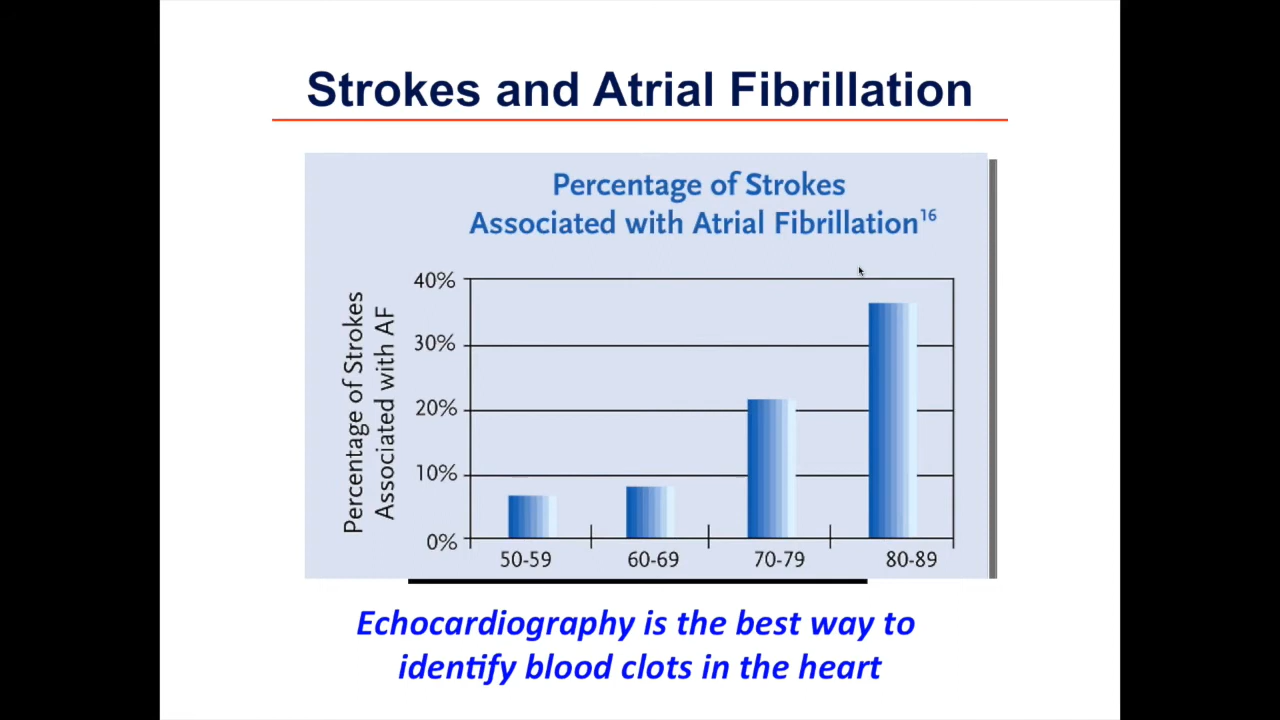 Strokes and Atrial Fibrillation
Percentage of Strokes
Associated with Atrial Fibrillation16
Percentage of Strokes
Associated with AF
40%
30%
20%
10%
0%
50-59
60-69
70-79
80-89
Echocardiography is the best way to
identify blood clots in the heart